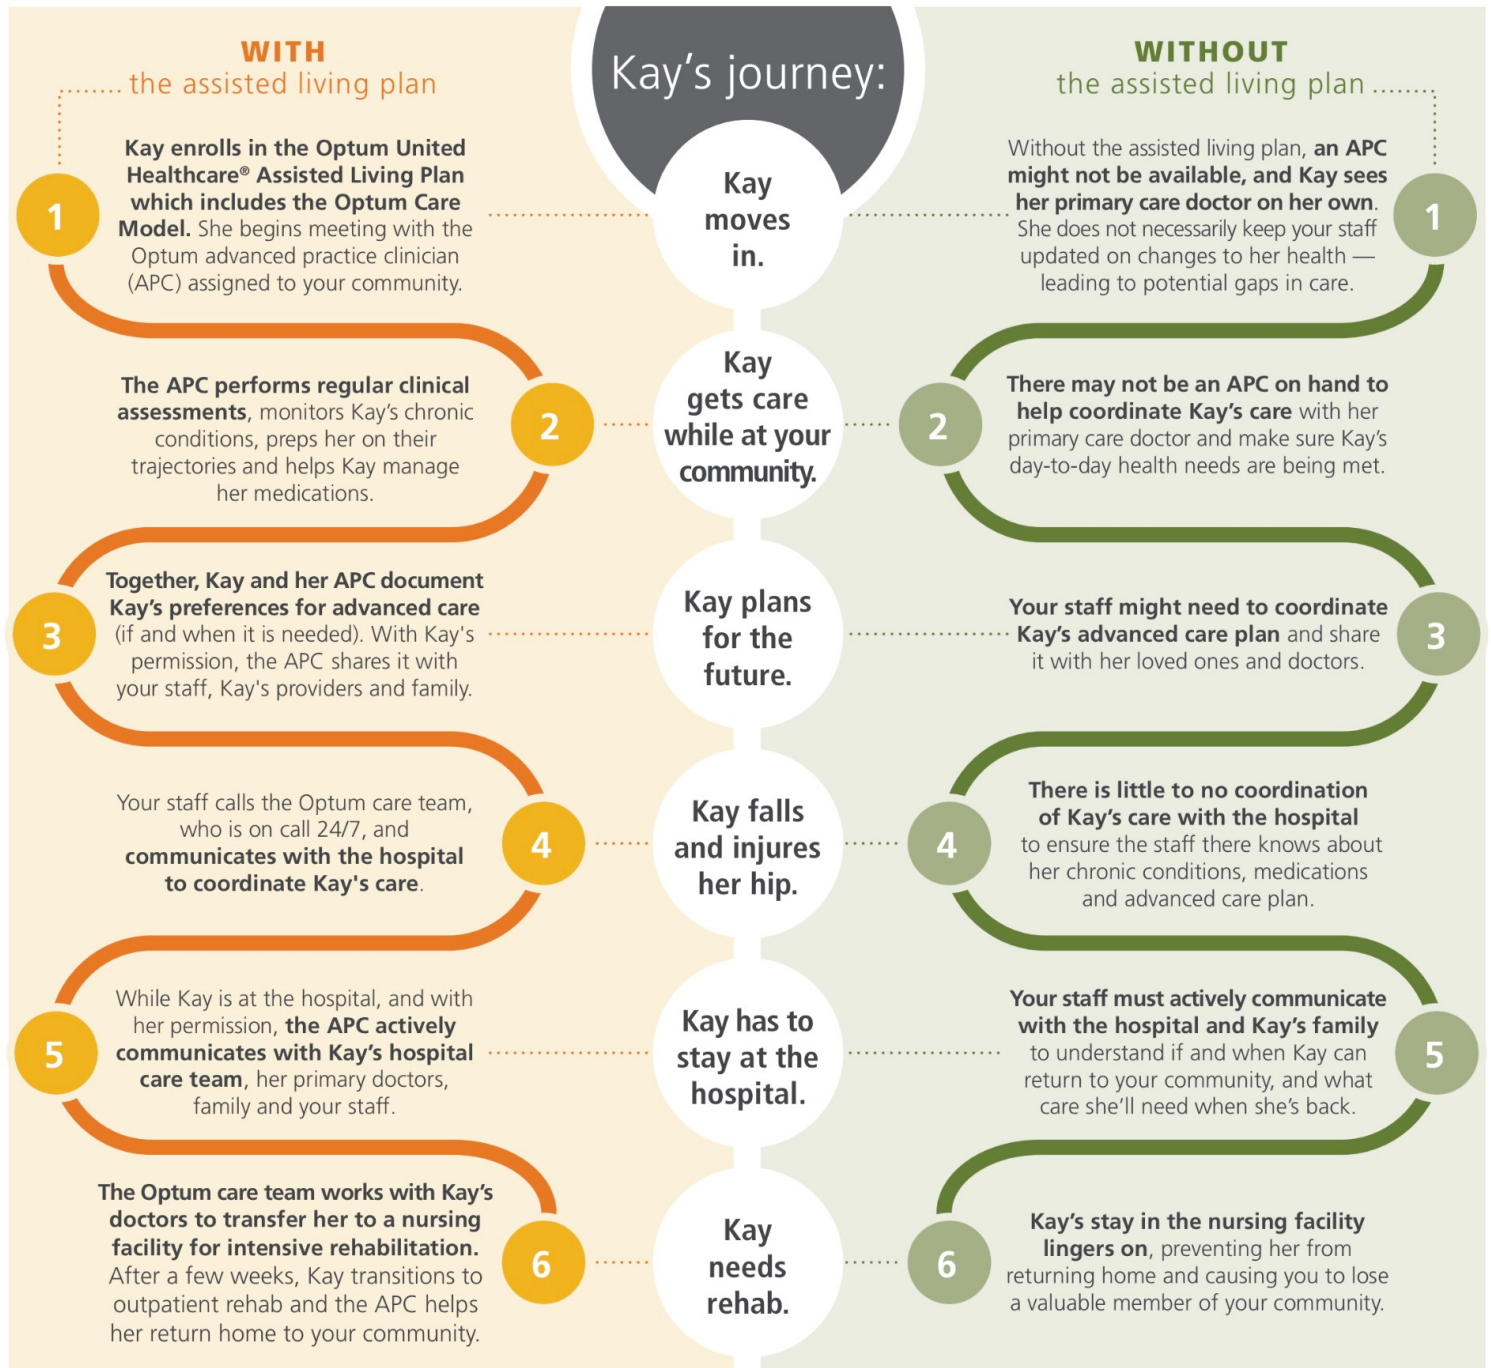 Kay's journey:
WITH
the assisted living plan
WITHOUT
the assisted living plan
1
Kay enrolls in the Optum United
Healthcare® Assisted Living Plan
which includes the Optum Care
Model. She begins meeting with the
Optum advanced practice clinician
(APC) assigned to your community.
Kay
moves
in.
Without the assisted living plan, an APC
might not be available, and Kay sees
her primary care doctor on her own.
She does not necessarily keep your staff
updated on changes to her health —
leading to potential gaps in care.
1
The APC performs regular clinical
assessments, monitors Kay's chronic
conditions, preps her on their
trajectories and helps Kay manage
her medications.
2
Kay
gets care
while at your
community.
2
There may not be an APC on hand to
help coordinate Kay's care with her
primary care doctor and make sure Kay's
day-to-day health needs are being met.
3
Together, Kay and her APC document
Kay's preferences for advanced care
(if and when it is needed). With Kay's
permission, the APC shares it with
your staff, Kay's providers and family.
Kay plans
for the
future.
Your staff might need to coordinate
Kay's advanced care plan and share
it with her loved ones and doctors.
3
Your staff calls the Optum care team,
who is on call 24/7, and
communicates with the hospital
to coordinate Kay's care.
4
Kay falls
and injures
her hip.
4
There is little to no coordination
of Kay's care with the hospital
to ensure the staff there knows about
her chronic conditions, medications
and advanced care plan.
5
While Kay is at the hospital, and with
her permission, the APC actively
communicates with Kay's hospital
care team, her primary doctors,
family and your staff.
Kay has to
stay at the
hospital.
Your staff must actively communicate
with the hospital and Kay's family
to understand if and when Kay can
return to your community, and what
care she'll need when she's back.
5
The Optum care team works with Kay's
doctors to transfer her to a nursing
facility for intensive rehabilitation.
After a few weeks, Kay transitions to
outpatient rehab and the APC helps
her return home to your community.
6
Kay
needs
rehab.
6
Kay's stay in the nursing facility
lingers on, preventing her from
returning home and causing you to lose
a valuable member of your community.